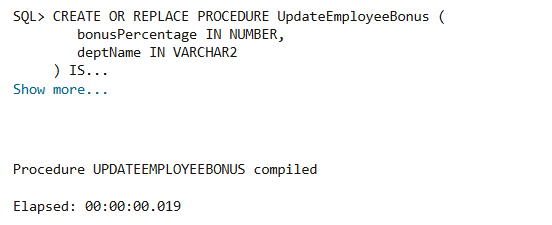 SQL> CREATE OR REPLACE PROCEDURE UpdateEmployeeBonus (
bonusPercentage IN NUMBER,
deptName IN VARCHAR2
) IS...
Show more...
Procedure UPDATEEMPLOYEEBONUS compiled
Elapsed: 00:00:00.019